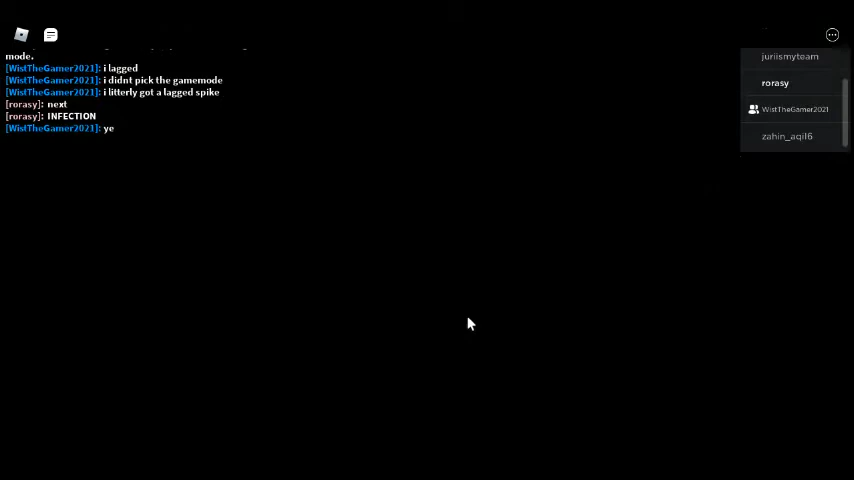 mode.
[WistTheGamer2021]: i lagged
[WistTheGamer2021]: i didnt pick the gamemode
[WistTheGamer2021]: i litterly got a lagged spike
[rorasy]: next
[rorasy]: INFECTION
[WistTheGamer2021]: ye
juriismyteam
rorasy
WistTheGamer2021
zahin_aqil6